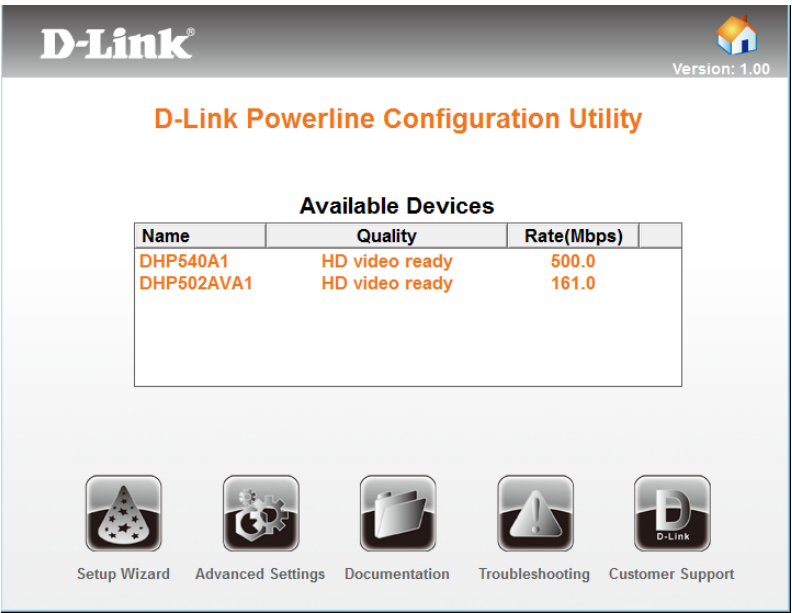 D-Link®
Version: 1.00
D-Link Powerline Configuration Utility
Available Devices
Name Quality Rate(Mbps)
DHP540A1 HD video ready 500.0
DHP502AVA1 HD video ready 161.0
D
D-Link
Setup Wizard Advanced Settings Documentation Troubleshooting Customer Support